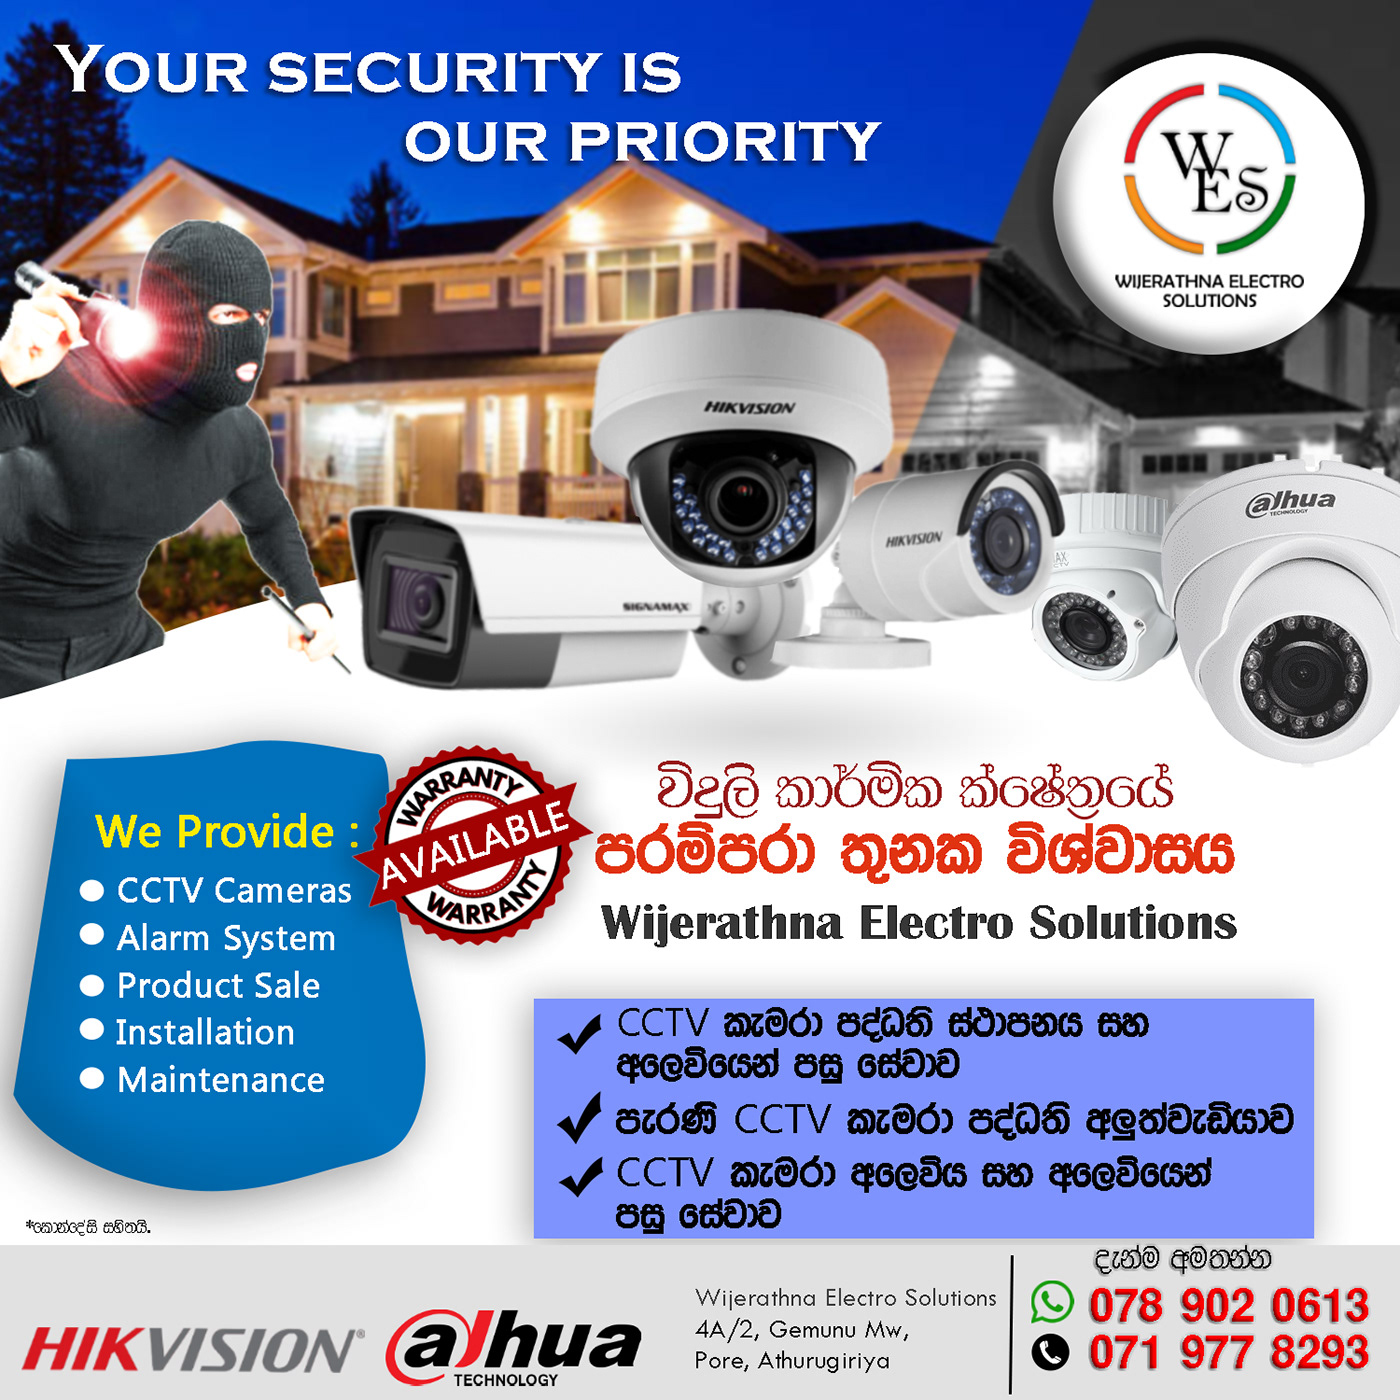 YOUR SECURITY IS
OUR PRIORITY
WES
WIJERATHNA ELECTRO
SOLUTIONS
HIKVISION
HIKVISION
SIGNAMAX
alhua
TECHNOLOGY
We Provide :
CCTV Cameras
Alarm System
Product Sale
Installation
Maintenance
WARRANTY
AVAILABLE
WARRANTY
විදුලි කාර්මික ක්ෂේත්‍රයේ
පරම්පරා තුනක විශ්වාසය
Wijerathna Electro Solutions
CCTV කැමරා පද්ධති ස්ථාපනය සහ
අලෙවියෙන් පසු සේවාව
පැරණි CCTV කැමරා පද්ධති අලුත්වැඩියාව
CCTV කැමරා අලෙවිය සහ අලෙවියෙන්
පසු සේවාව
*කොන්දේසි සහිතයි.
HIKVISION®
alhua
TECHNOLOGY
Wijerathna Electro Solutions
4A/2, Gemunu Mw,
Pore, Athurugiriya
දැන්ම අමතන්න
078 902 0613
071 977 8293